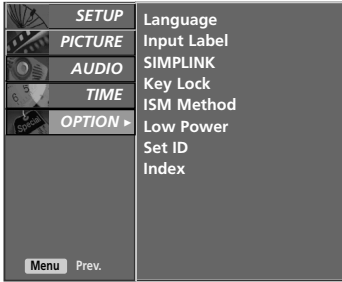 SETUP
PICTURE
AUDIO
TIME
OPTION ►
Special
Menu Prev.
Language
Input Label
SIMPLINK
Key Lock
ISM Method
Low Power
Set ID
Index